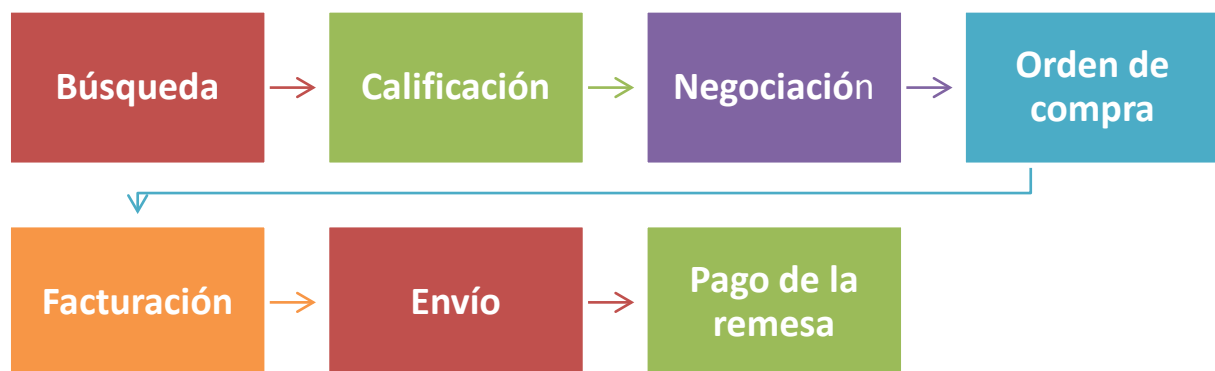 Búsqueda
Calificación
Negociación
Orden de
compra
Facturación
Envío
Pago de la
remesa